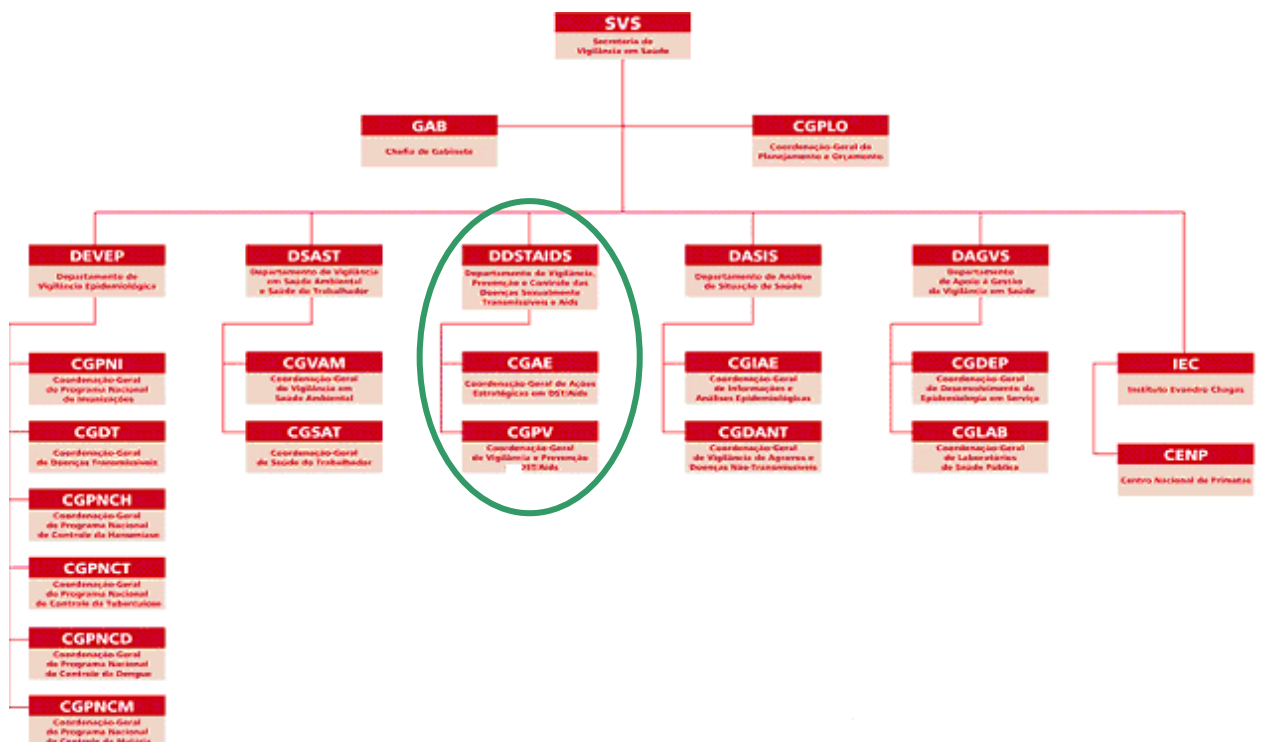 SVS
Secretaria de
Vigilância em Saúde
GAB
Chefia de Gabinete
CGPLO
Coordenação-Geral de
Planejamento e Orçamento
DEVEP
Departamento de
Vigilância Epidemiológica
DSAST
Departamento de Vigilância
em Saúde Ambiental
e Saúde do Trabalhador
DDSTAIDS
Departamento de Vigilância,
Prevenção e Controle das
Doenças Sexualmente
Transmissíveis e Aids
DASIS
Departamento de Análise
de Situação de Saúde
DAGVS
Departamento
de Apoio à Gestão
da Vigilância em Saúde
CGPNI
Coordenação-Geral
do Programa Nacional
de Imunizações
CGVAM
Coordenação-Geral
de Vigilância em
Saúde Ambiental
CGAE
Coordenação-Geral de Ações
Estratégicas em DST/Aids
CGIAE
Coordenação-Geral
de Informações e
Análises Epidemiológicas
CGDEP
Coordenação-Geral
de Desenvolvimento da
Epidemiologia em Serviço
IEC
Instituto Evandro Chagas
CGDT
Coordenação-Geral
de Doenças Transmissíveis
CGSAT
Coordenação-Geral
de Saúde do Trabalhador
CGPV
Coordenação-Geral
de Vigilância e Prevenção
ST/Aids
CGDANT
Coordenação-Geral
de Vigilância de Agravos e
Doenças Não-Transmissíveis
CGLAB
Coordenação-Geral
de Laboratórios
de Saúde Pública
CENP
Centro Nacional de Primatas
CGPNCH
Coordenação-Geral
do Programa Nacional
de Controle da Hanseníase
CGPNCT
Coordenação-Geral
do Programa Nacional
de Controle da Tuberculose
CGPNCD
Coordenação-Geral
do Programa Nacional
de Controle da Dengue
CGPNCM
Coordenação-Geral
do Programa Nacional
de Controle da Malária